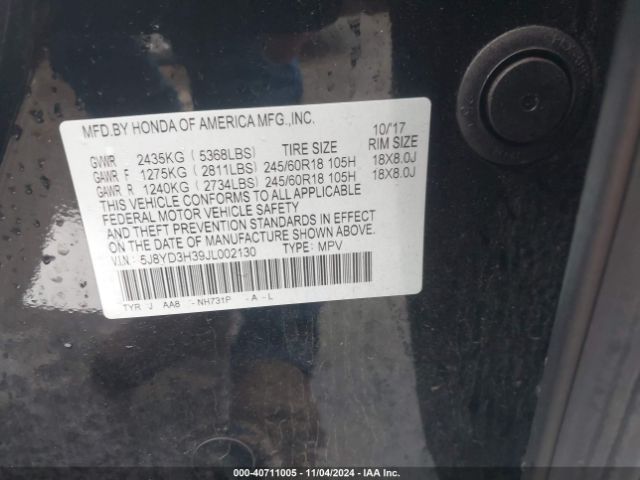 MFD.BY HONDA OF AMERICA MFG.,INC.
10/17
TIRE SIZE RIM SIZE
GVWR 2435KG ( 5368LBS)
GAWR F 1275KG ( 2811LBS) 245/60R18 105H 18X8.0J
GAWR R 1240KG ( 2734LBS) 245/60R18 105H 18X8.0J
THIS VEHICLE CONFORMS TO ALL APPLICABLE
FEDERAL MOTOR VEHICLE SAFETY
AND THEFT PREVENTION STANDARDS IN EFFECT
ON THE DATE OF MANUFACTURE SHOWN ABOVE.
V.I.N.: 5J8YD3H39JL002130 TYPE: MPV
TYR J AA8 - NH731P - A - L
000-40711005 - 11/04/2024 - IAA Inc.